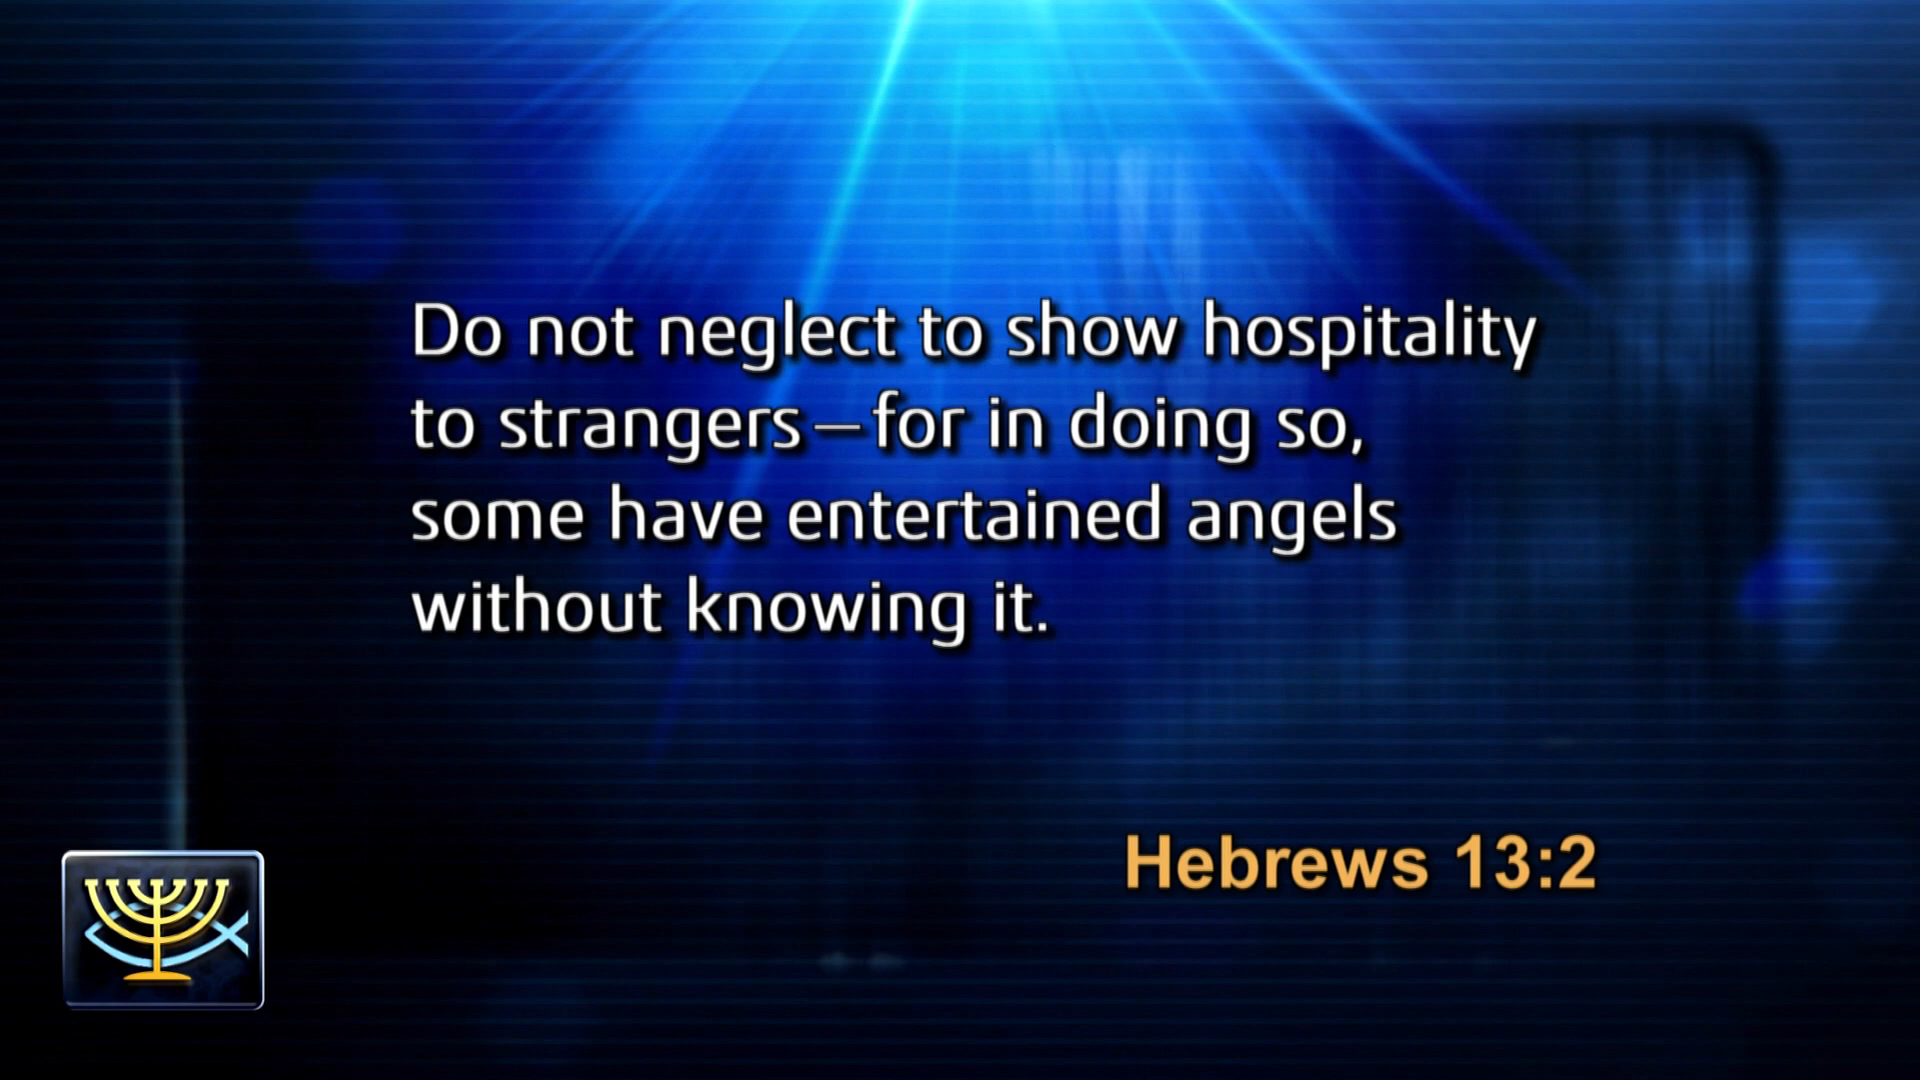 Do not neglect to show hospitality
to strangers—for in doing so,
some have entertained angels
without knowing it.
Hebrews 13:2